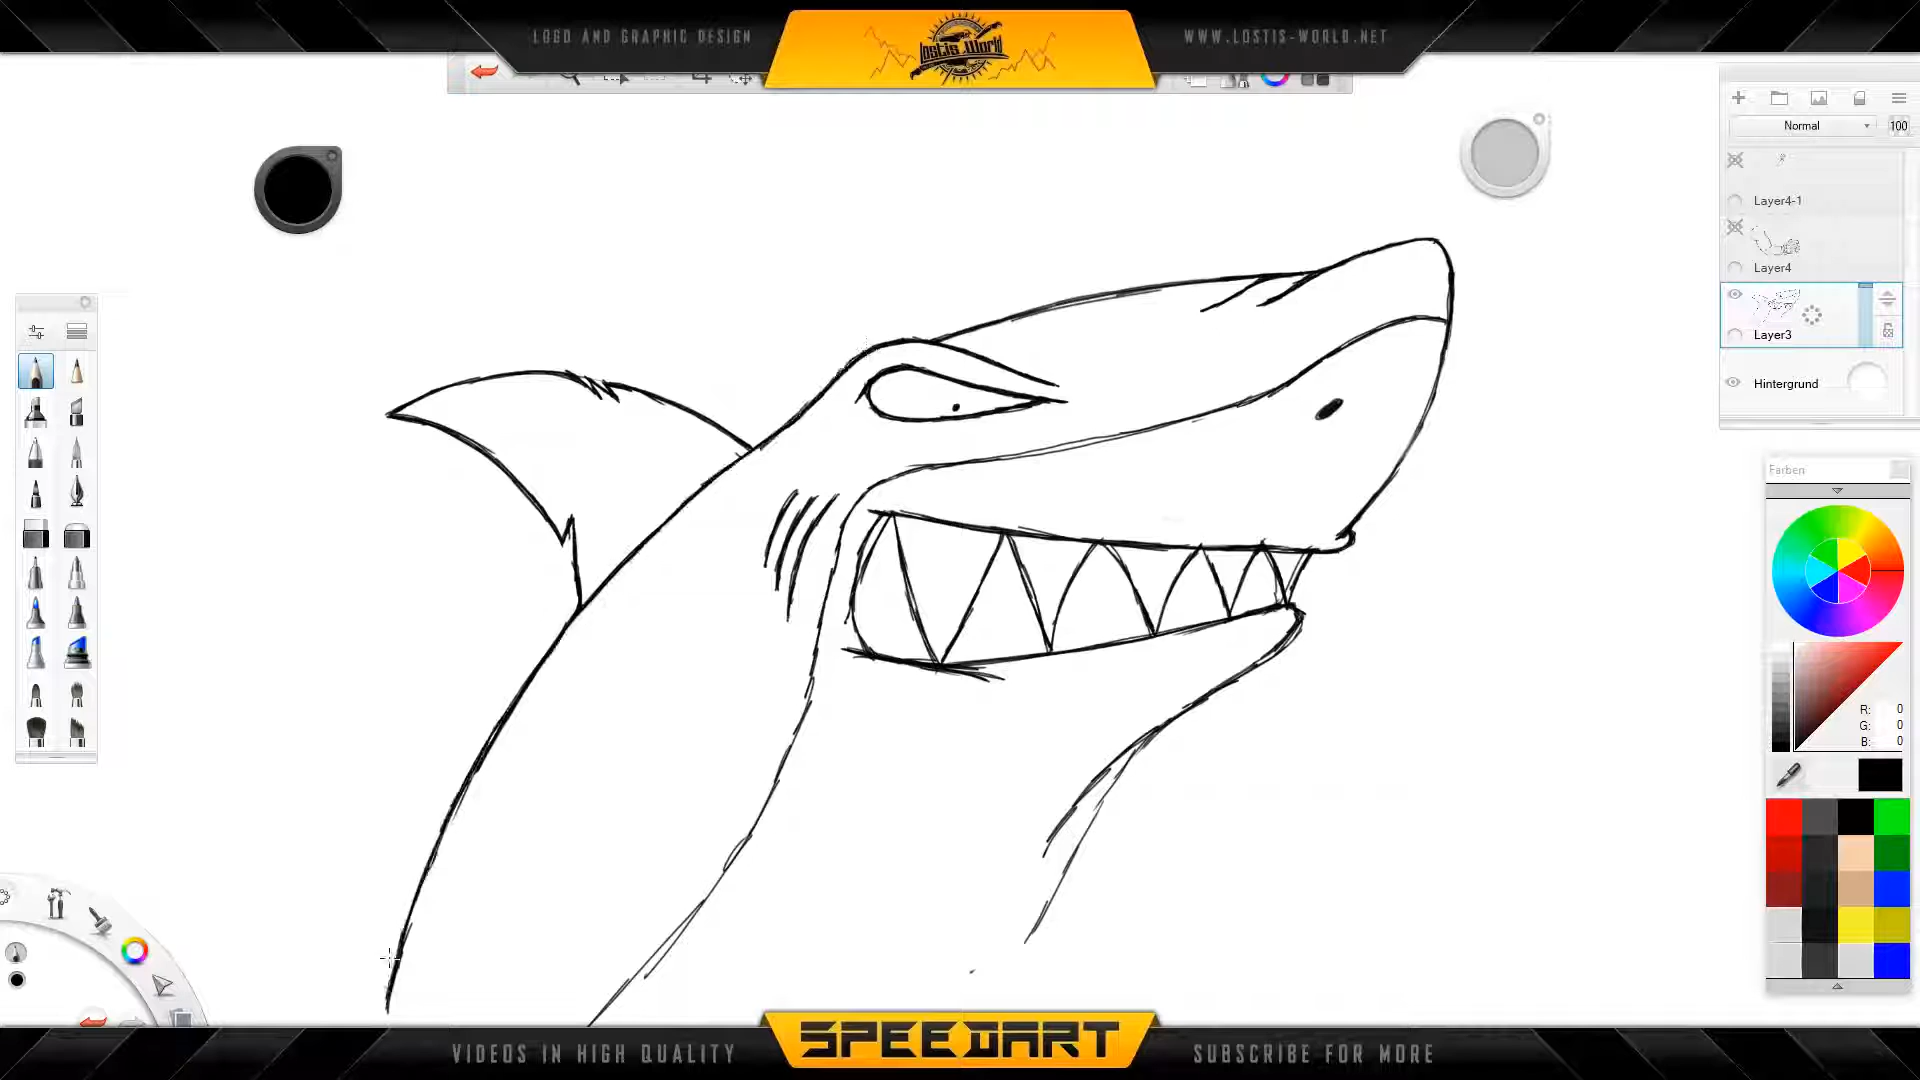 LOGO AND GRAPHIC DESIGN
Lostis World
WWW.LOSTIS-WORLD.NET
Normal
100
Layer4-1
Layer4
Layer3
Hintergrund
Farben
R: 0
G: 0
B: 0
VIDEOS IN HIGH QUALITY
SPEEDART
SUBSCRIBE FOR MORE